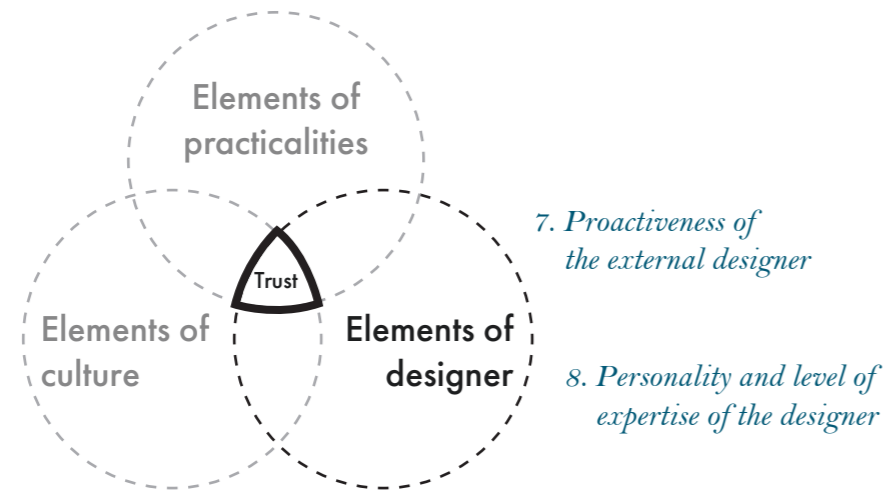 Elements of
practicalities
7. Proactiveness of
the external designer
Trust
Elements of
culture
Elements of
designer
8. Personality and level of
expertise of the designer